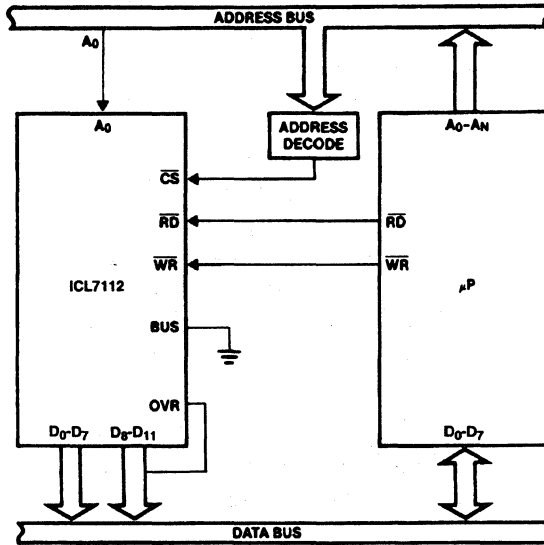 ADDRESS BUS
A0
A0
ADDRESS
DECODE
A0-AN
CS
RD
RD
WR
WR
ICL7112
μP
BUS
OVR
D0-D7
D8-D11
D0-D7
DATA BUS